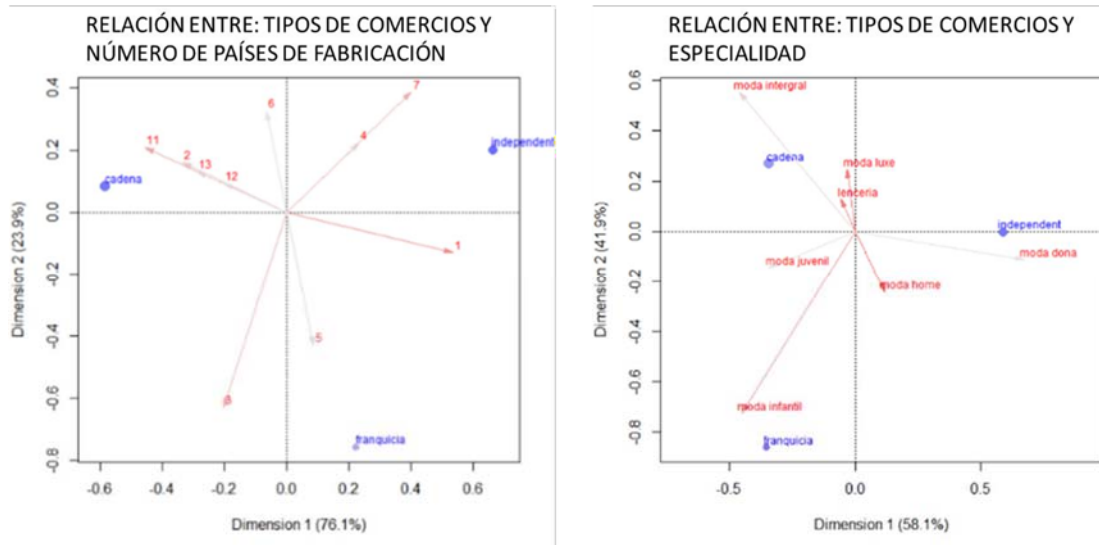 RELACIÓN ENTRE: TIPOS DE COMERCIOS Y
NÚMERO DE PAÍSES DE FABRICACIÓN
0.4
0.2
0.0
-0.2
-0.4
-0.6
-0.8
Dimension 2 (23.9%)
7
6
4
independent
11
2
13
12
cadena
1
5
3
franquicia
-0.6
-0.4
-0.2
0.0
0.2
0.4
0.6
Dimension 1 (76.1%)
RELACIÓN ENTRE: TIPOS DE COMERCIOS Y
ESPECIALIDAD
0.6
0.4
0.2
0.0
-0.2
-0.4
-0.6
-0.8
Dimension 2 (41.9%)
moda intergral
cadena
moda luxe
lenceria
independent
moda dona
moda juvenil
moda home
moda infantil
franquicia
-0.5
0.0
0.5
Dimension 1 (58.1%)